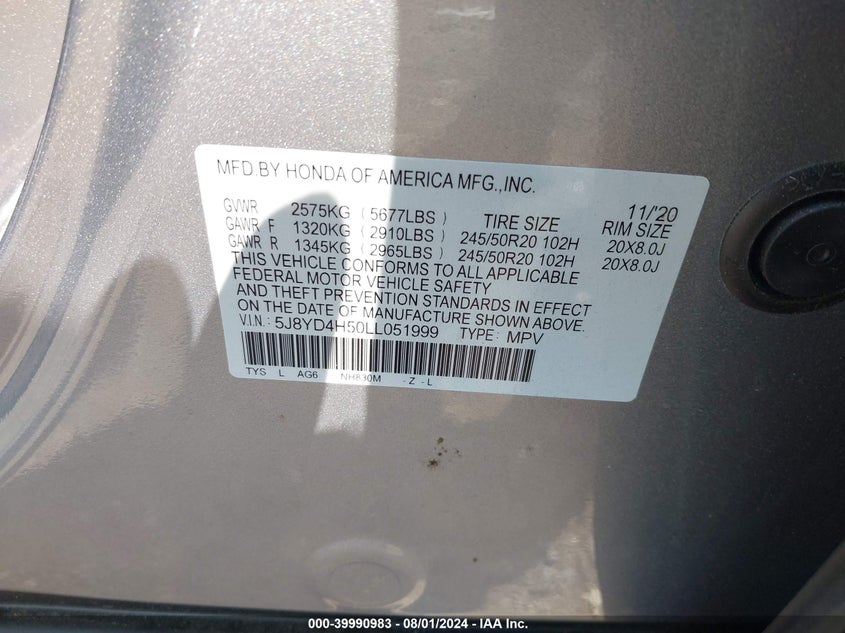 MFD.BY HONDA OF AMERICA MFG.,INC.
11/'20
GVWR 2575KG (5677LBS) TIRE SIZE RIM SIZE
GAWR F 1320KG (2910LBS) 245/50R20 102H 20X8.0J
GAWR R 1345KG (2965LBS) 245/50R20 102H 20X8.0J
THIS VEHICLE CONFORMS TO ALL APPLICABLE
FEDERAL MOTOR VEHICLE SAFETY
AND THEFT PREVENTION STANDARDS IN EFFECT
ON THE DATE OF MANUFACTURE SHOWN ABOVE.
V.I.N.: 5J8YD4H50LL051999 TYPE: MPV
TYS L AG6 NH830M - Z - L
000-39990983 - 08/01/2024 - IAA Inc.